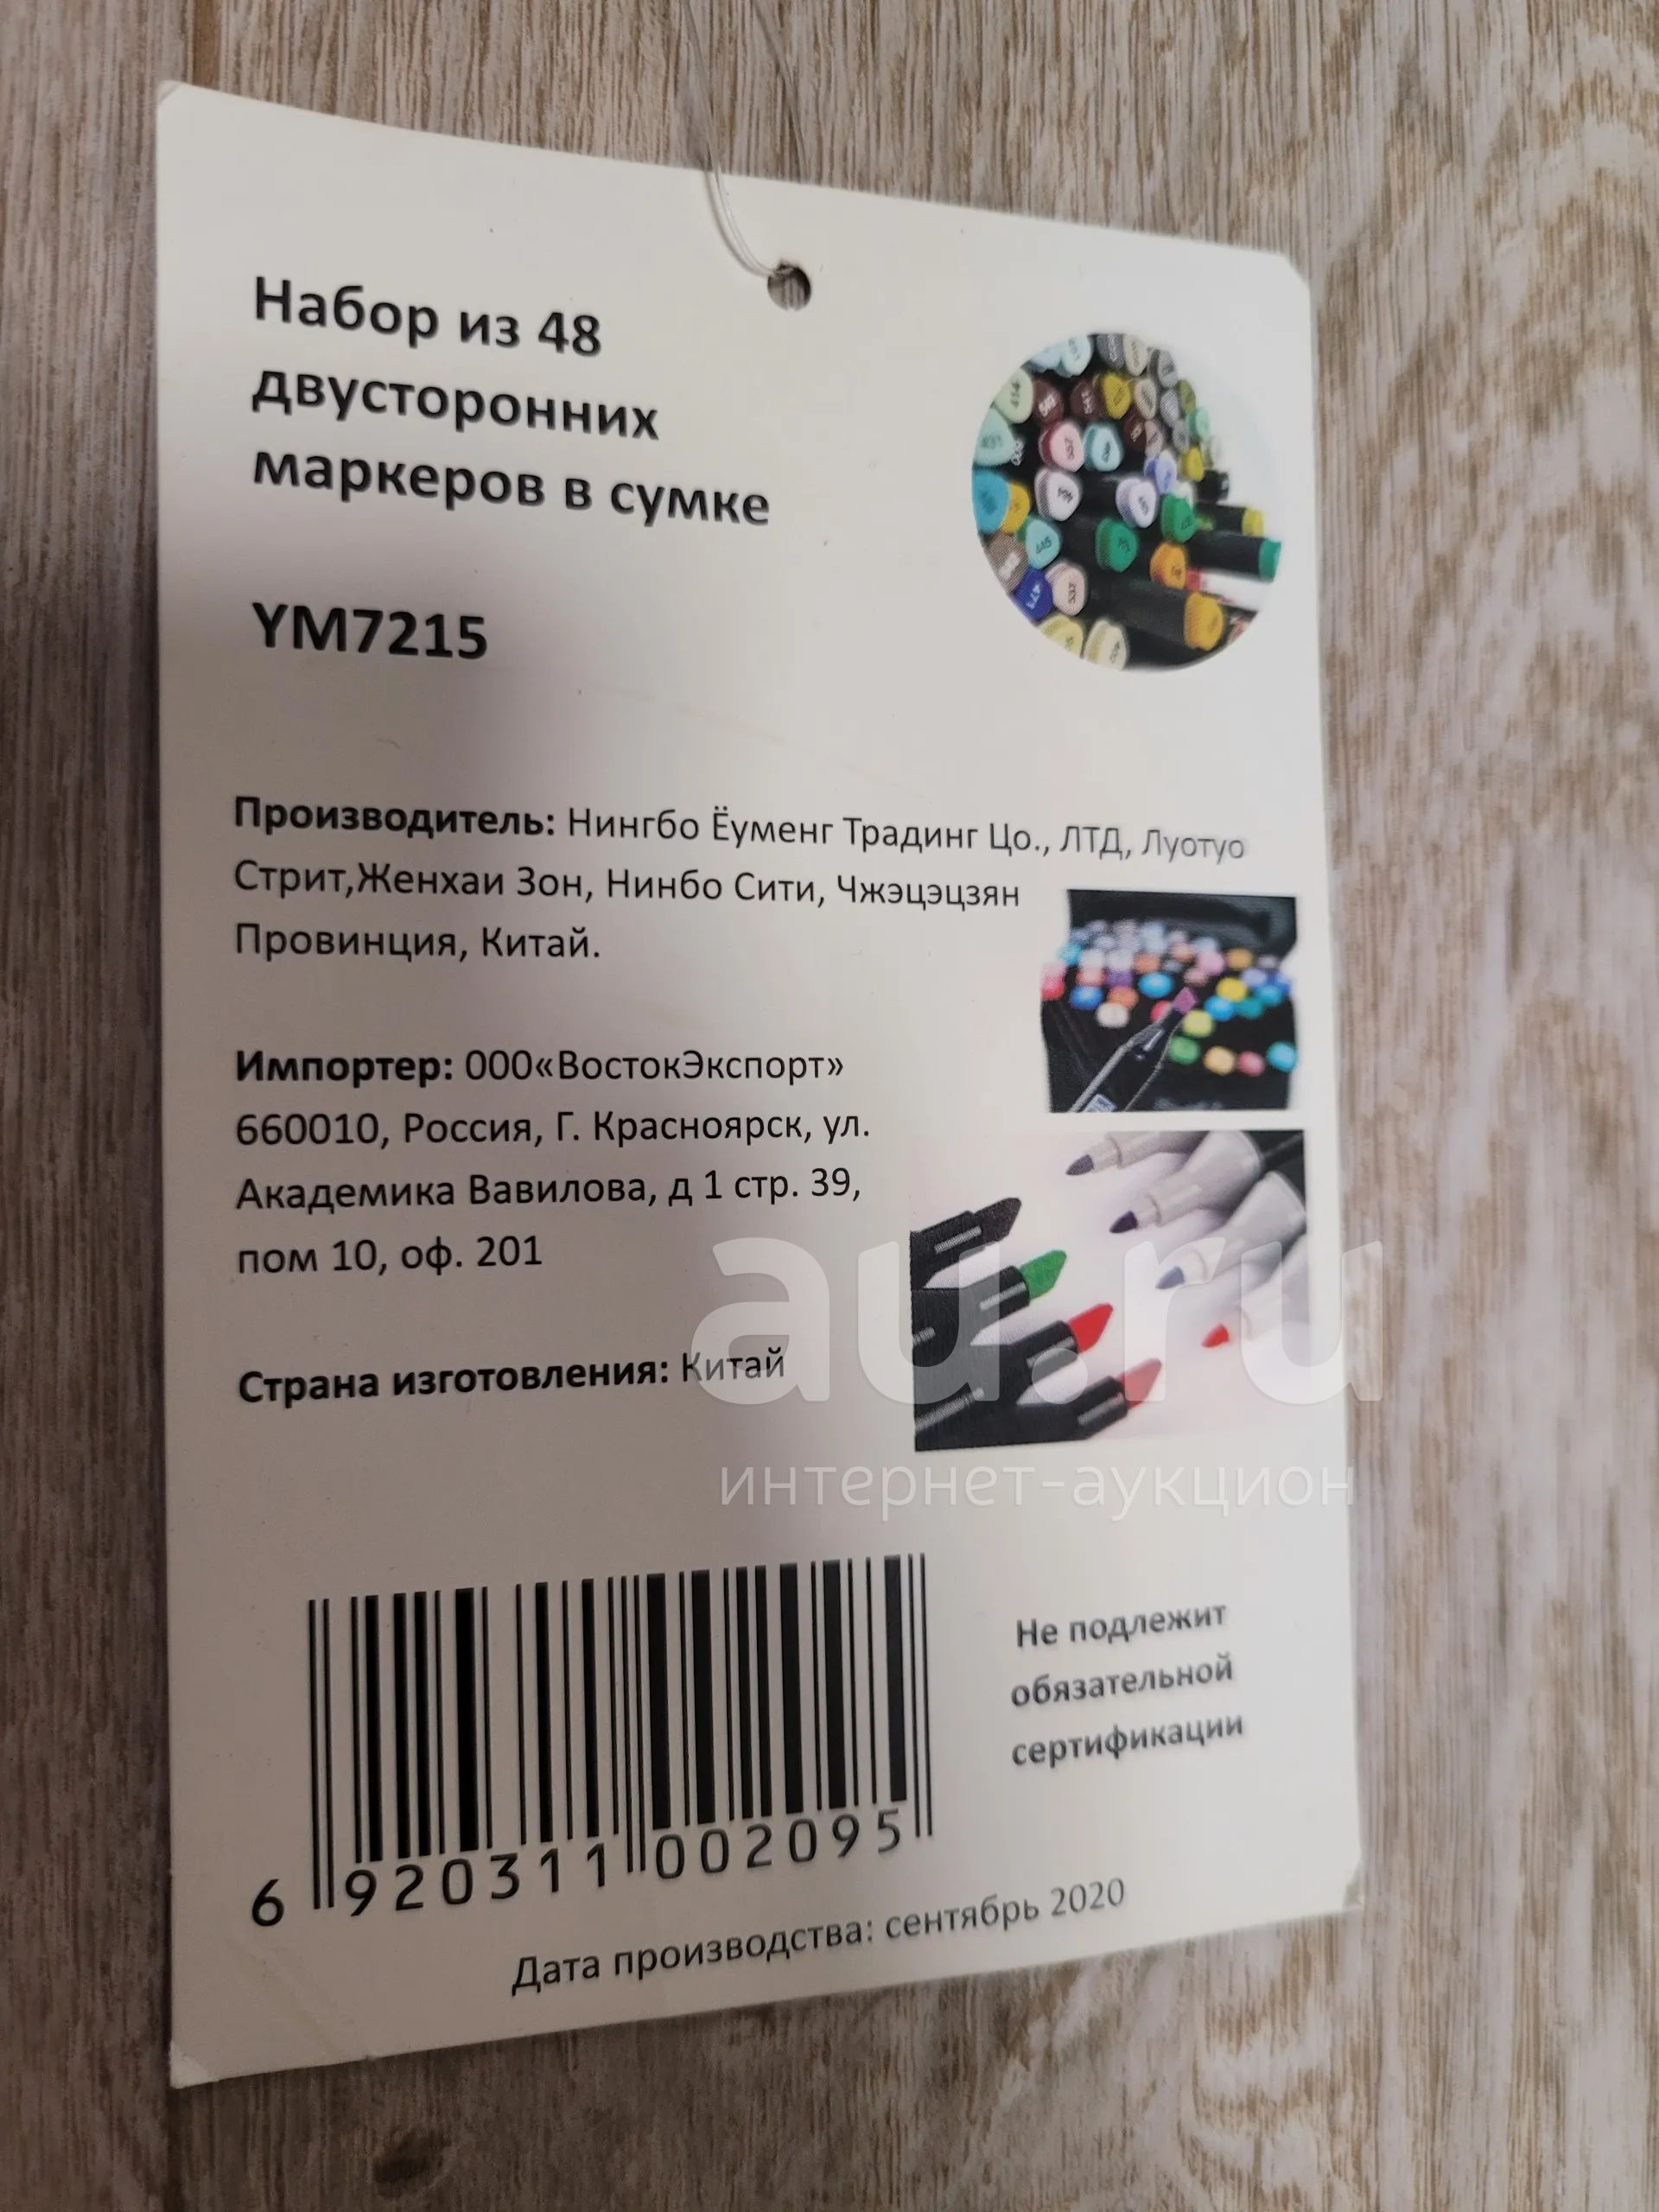 Набор из 48
двусторонних
маркеров в сумке
YM7215
Производитель: Нингбо Ёуменг Традинг Цо., ЛТД, Луотуо
Стрит,Женхаи Зон, Нинбо Сити, Чжэцэцзян
Провинция, Китай.
Импортер: ООО«ВостокЭкспорт»
660010, Россия, Г. Красноярск, ул.
Академика Вавилова, д 1 стр. 39,
пом 10, оф. 201
Страна изготовления: Китай
au.ru
интернет-аукцион
Не подлежит
обязательной
сертификации
6 920311 002095
Дата производства: сентябрь 2020